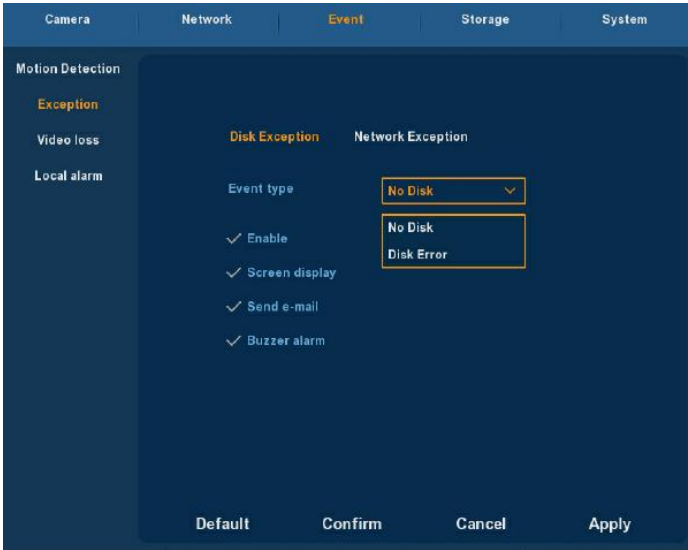 Camera Network Event Storage System
Motion Detection
Exception
Video loss
Local alarm
Disk Exception Network Exception
Event type No Disk
No Disk
Disk Error
Enable
Screen display
Send e-mail
Buzzer alarm
Default Confirm Cancel Apply